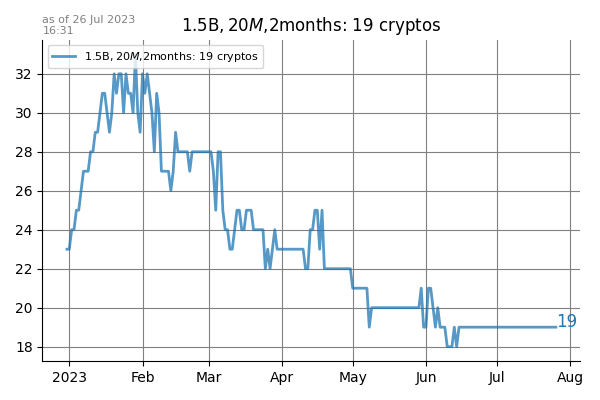 as of 26 Jul 2023
16:31
1.5B, 20M,2months: 19 cryptos
1.5B, 20M,2months: 19 cryptos
32
30
28
26
24
22
20
18
19
2023 Feb Mar Apr May Jun Jul Aug